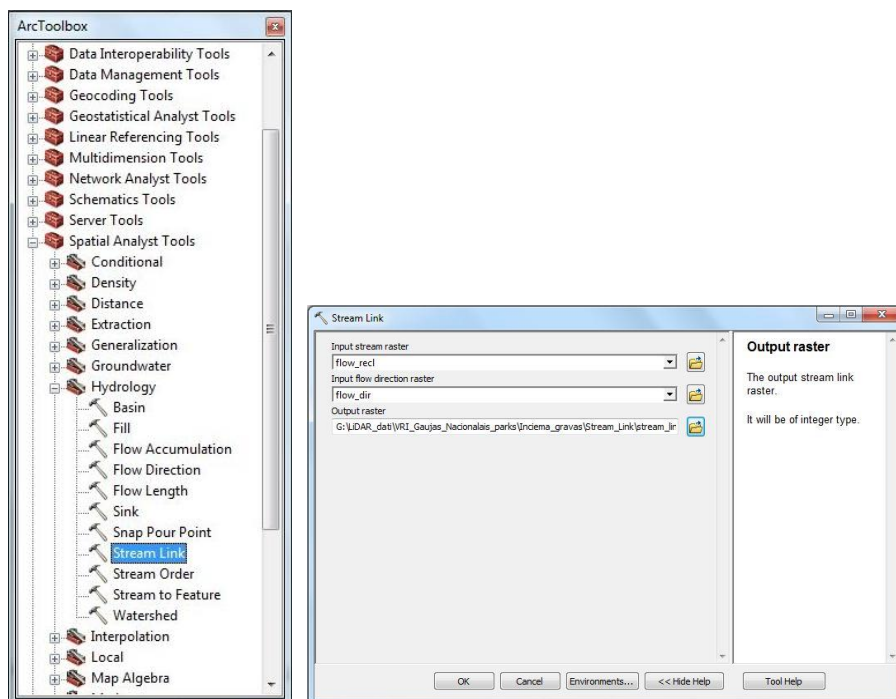 ArcToolbox
Data Interoperability Tools
Data Management Tools
Geocoding Tools
Geostatistical Analyst Tools
Linear Referencing Tools
Multidimension Tools
Network Analyst Tools
Schematics Tools
Server Tools
Spatial Analyst Tools
Conditional
Density
Distance
Extraction
Generalization
Groundwater
Hydrology
Basin
Fill
Flow Accumulation
Flow Direction
Flow Length
Sink
Snap Pour Point
Stream Link
Stream Order
Stream to Feature
Watershed
Interpolation
Local
Map Algebra
Stream Link
Input stream raster
flow_recl
Input flow direction raster
flow_dir
Output raster
G:\LiDAR_dati\VRI_Gaujas_Nacionalais_parks\Inciema_gravas\Stream_Link\stream_lir
OK
Cancel
Environments...
<< Hide Help
Tool Help
Output raster
The output stream link
raster.
It will be of integer type.